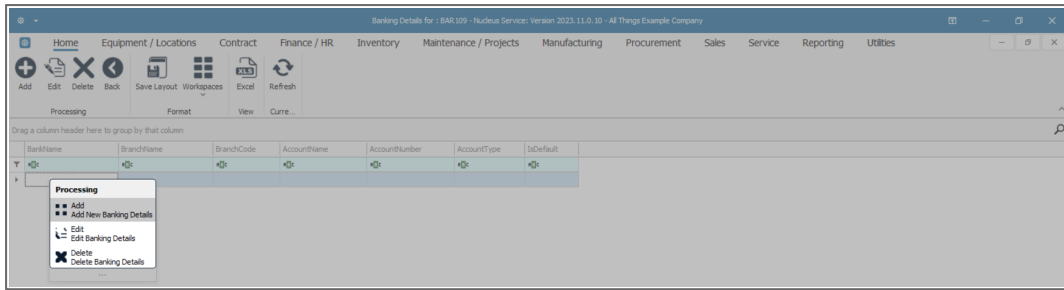 Banking Details for : BAR109 - Nucleus Service: Version 2023.11.0.10 - All Things Example Company
Home Equipment / Locations Contract Finance / HR Inventory Maintenance / Projects Manufacturing Procurement Sales Service Reporting Utilities
Add Edit Delete Back Save Layout Workspaces Excel Refresh
Processing Format View Curre...
Drag a column header here to group by that column
BankName BranchName BranchCode AccountName AccountNumber AccountType IsDefault
Processing
Add
Add New Banking Details
Edit
Edit Banking Details
Delete
Delete Banking Details
...